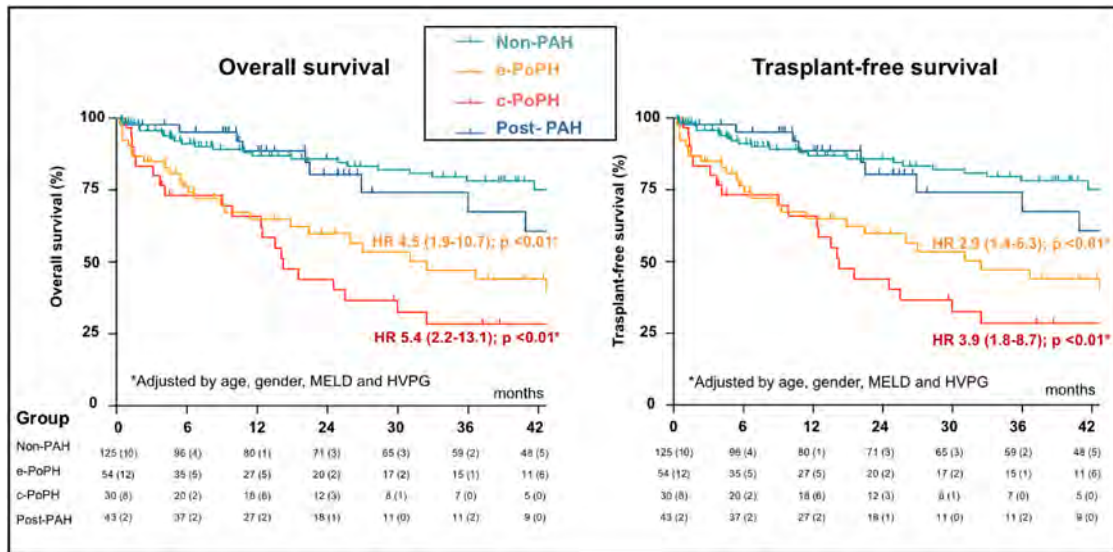 Non-PAH
e-PoPH
c-PoPH
Post- PAH
Overall survival
Overall survival (%)
100
75
50
25
0
HR 4.5 (1.9-10.7); p <0.01*
HR 5.4 (2.2-13.1); p <0.01*
*Adjusted by age, gender, MELD and HVPG
months
0 6 12 18 24 30 36 42
Trasplant-free survival
Trasplant-free survival (%)
100
75
50
25
0
HR 2.9 (1.4-6.3); p <0.01*
HR 3.9 (1.8-8.7); p <0.01*
*Adjusted by age, gender, MELD and HVPG
months
0 6 12 24 30 36 42
Group
Non-PAH 125 (10) 96 (4) 80 (1) 71 (3) 65 (3) 59 (2) 48 (5)
e-PoPH 54 (12) 35 (5) 27 (5) 20 (2) 17 (2) 15 (1) 11 (6)
c-PoPH 30 (8) 20 (2) 18 (6) 12 (3) 8 (1) 7 (0) 5 (0)
Post-PAH 43 (2) 37 (2) 27 (2) 18 (1) 11 (0) 11 (2) 9 (0)
125 (10) 96 (4) 80 (1) 71 (3) 65 (3) 59 (2) 48 (5)
54 (12) 35 (5) 27 (5) 20 (2) 17 (2) 15 (1) 11 (6)
30 (8) 20 (2) 18 (6) 12 (3) 8 (1) 7 (0) 5 (0)
43 (2) 37 (2) 27 (2) 18 (1) 11 (0) 11 (2) 9 (0)